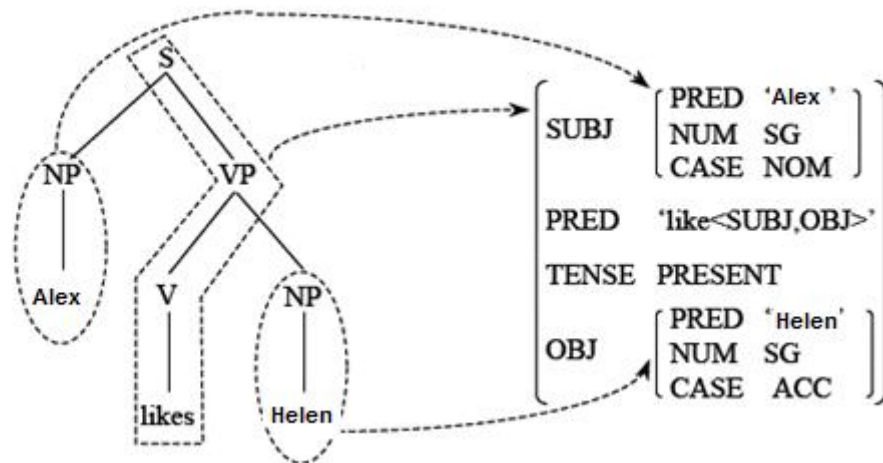 S
NP VP
Alex V NP
likes Helen
SUBJ
PRED 'Alex '
NUM SG
CASE NOM
PRED 'like<SUBJ,OBJ>'
TENSE PRESENT
OBJ
PRED 'Helen'
NUM SG
CASE ACC